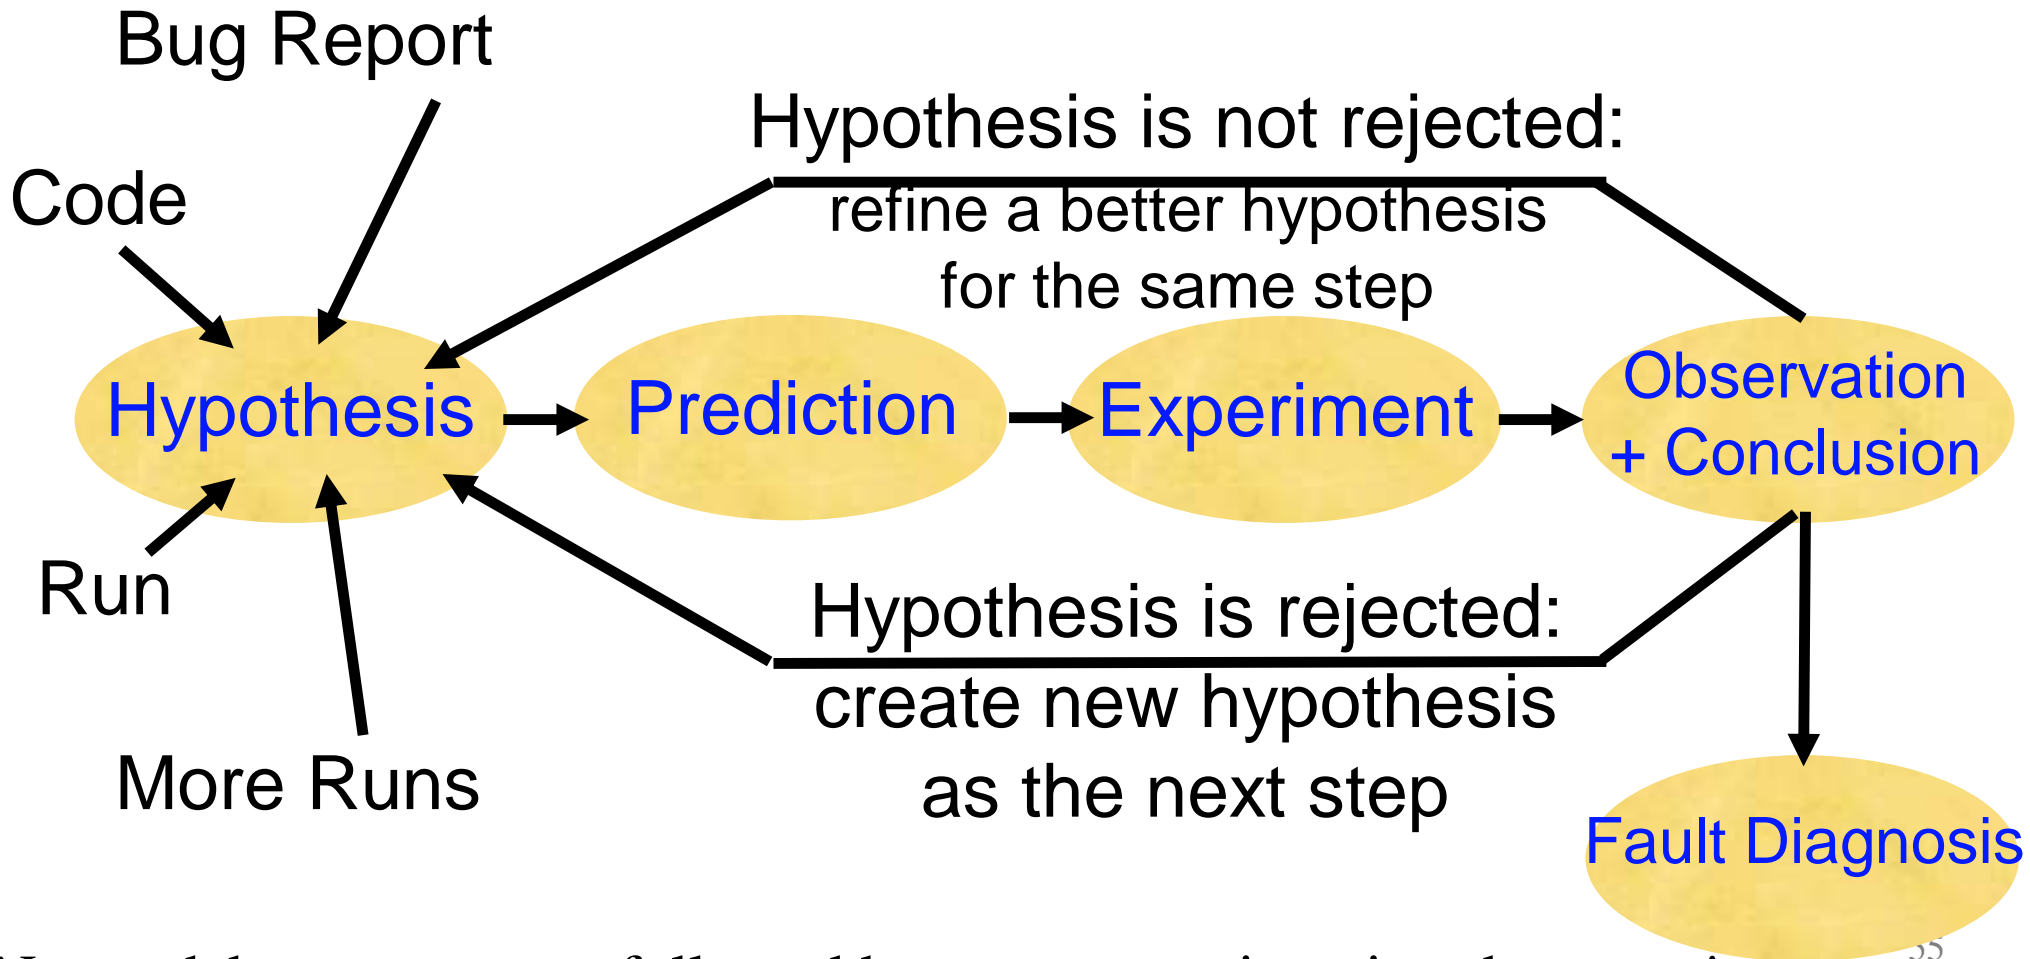 Bug Report
Hypothesis is not rejected:
Code
refine a better hypothesis
for the same step
Hypothesis
Prediction
Experiment
Observation
+ Conclusion
Run
Hypothesis is rejected:
create new hypothesis
More Runs
as the next step
Fault Diagnosis